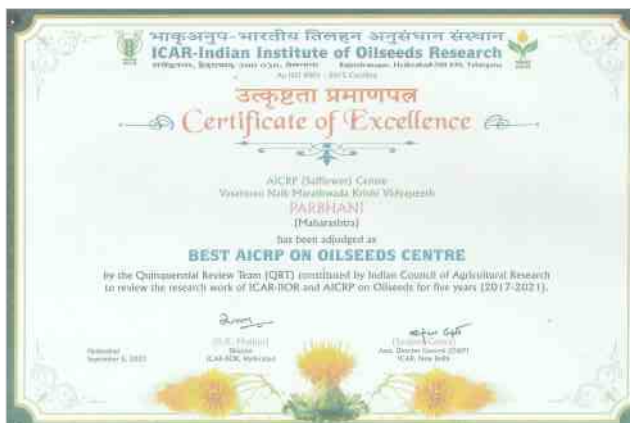 भाकृअनुप-भारतीय तिलहन अनुसंधान संस्थान
ICAR-Indian Institute of Oilseeds Research
उत्कृष्टता प्रमाणपत्र
Certificate of Excellence
AICRP (Safflower) Centre
Vasantrao Naik Marathwada Krishi Vidyapeeth
PARBHANI
(Maharashtra)
has been adjudged as
BEST AICRP ON OILSEEDS CENTRE
by the Quinquennial Review Team (QRT) constituted by Indian Council of Agricultural Research
to review the research work of ICAR-IIOR and AICRP on Oilseeds for five years (2017-2021).
Director
ICAR-IIOR, Hyderabad
ICAR, New Delhi
Hyderabad